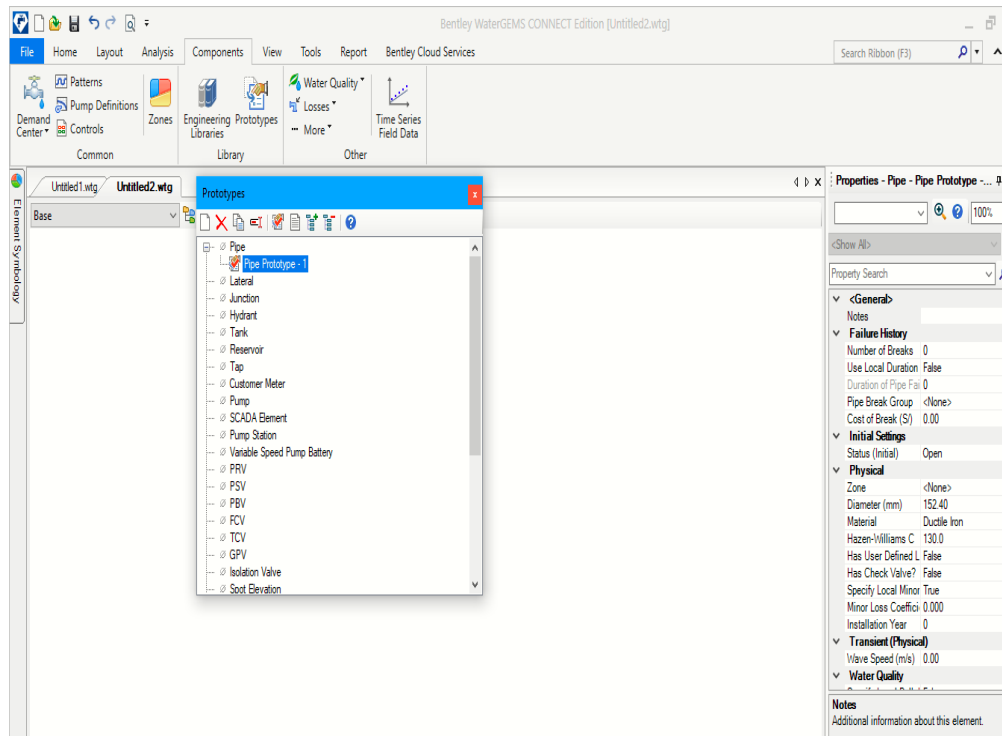 Bentley WaterGEMS CONNECT Edition [Untitled2.wtg]
File Home Layout Analysis Components View Tools Report Bentley Cloud Services
Search Ribbon (F3)
Demand Center
Patterns
Pump Definitions
Controls
Zones
Common
Engineering Libraries
Prototypes
Library
Water Quality
Losses
More
Time Series Field Data
Other
Element Symbology
Untitled1.wtg Untitled2.wtg
Base
Prototypes
Pipe
Pipe Prototype - 1
Lateral
Junction
Hydrant
Tank
Reservoir
Tap
Customer Meter
Pump
SCADA Element
Pump Station
Variable Speed Pump Battery
PRV
PSV
PBV
FCV
TCV
GPV
Isolation Valve
Spot Elevation
Properties - Pipe - Pipe Prototype -...
100%
<Show All>
Property Search
<General>
Notes
Failure History
Number of Breaks 0
Use Local Duration False
Duration of Pipe Fai 0
Pipe Break Group <None>
Cost of Break ($/) 0.00
Initial Settings
Status (Initial) Open
Physical
Zone <None>
Diameter (mm) 152.40
Material Ductile Iron
Hazen-Williams C 130.0
Has User Defined L False
Has Check Valve? False
Specify Local Minor True
Minor Loss Coeffici 0.000
Installation Year 0
Transient (Physical)
Wave Speed (m/s) 0.00
Water Quality
Notes
Additional information about this element.